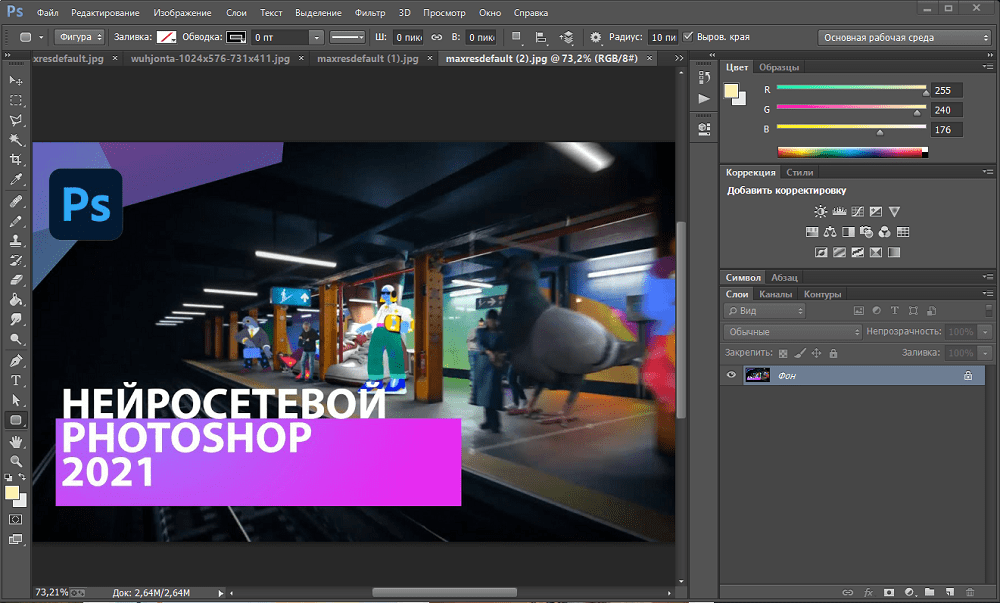 Ps Файл Редактирование Изображение Слои Текст Выделение Фильтр 3D Просмотр Окно Справка
Фигура Заливка: Обводка: 0 пт Ш: 0 пикс В: 0 пикс Радиус: 10 пи Выров. края Основная рабочая среда
xresdefault.jpg × wuhjonta-1024x576-731x411.jpg × maxresdefault (1).jpg × maxresdefault (2).jpg @ 73,2% (RGB/8#) ×
Цвет Образцы
R 255
G 240
B 176
Коррекция Стили
Добавить корректировку
Символ Абзац
Слои Каналы Контуры
Вид
Обычные Непрозрачность: 100%
Закрепить: Заливка: 100%
Фон
Ps
НЕЙРОСЕТЕВОЙ
PHOTOSHOP
2021
73,21% Док: 2,64M/2,64M